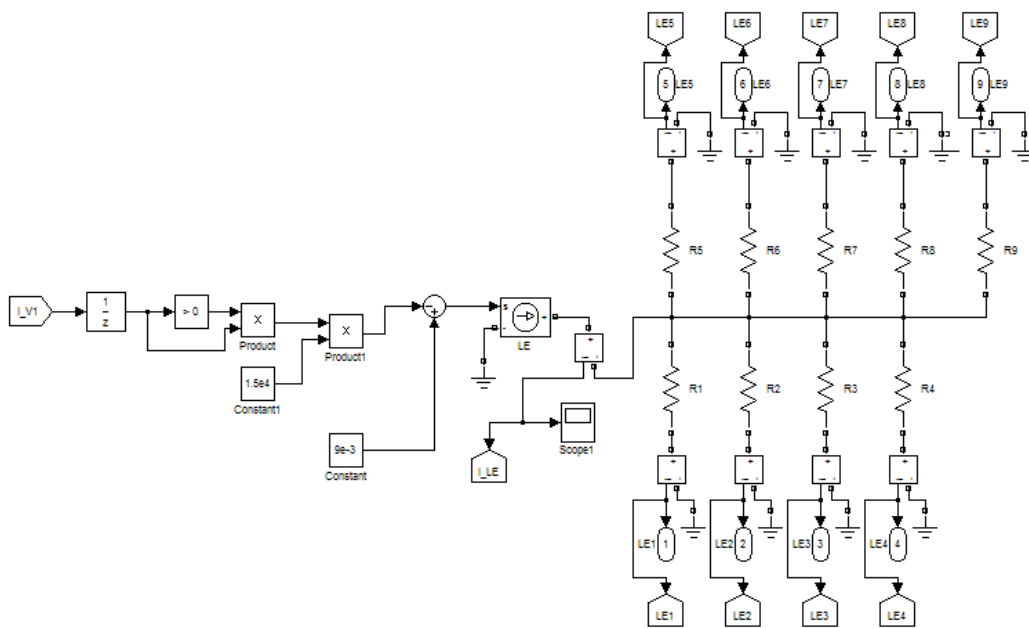 LE5 LE6 LE7 LE8 LE9
5 LE5 6 LE6 7 LE7 8 LE8 9 LE9
+ + + + +
R5 R6 R7 R8 R9
I_V1
1
z
> 0
X
Product
X
Product1
1.5e4
Constant1
9e-3
Constant
s
-
+
LE
+
I_LE
Scope1
R1 R2 R3 R4
+ + + +
LE1 1 LE2 2 LE3 3 LE4 4
LE1 LE2 LE3 LE4